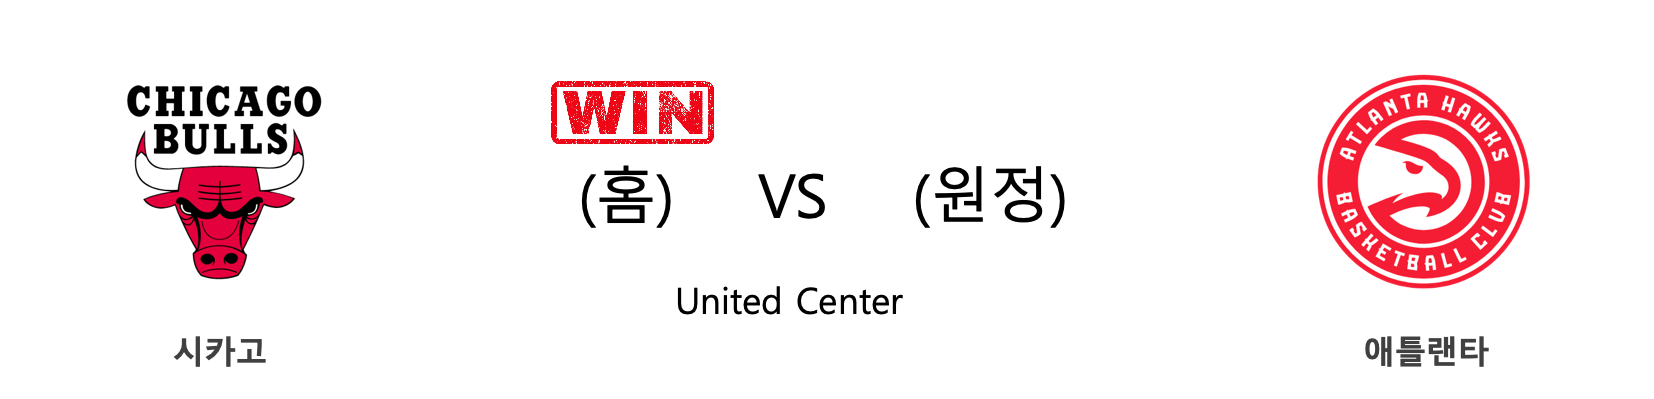 CHICAGO
BULLS
시카고
WIN
(홈) VS (원정)
United Center
ATLANTA HAWKS
BASKETBALL CLUB
애틀랜타